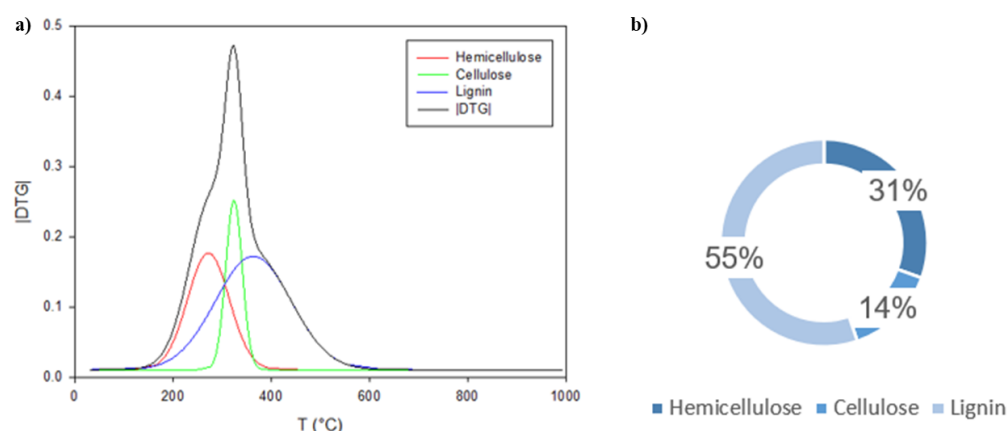 a)
0.5
0.4
0.3
0.2
0.1
0.0
|DTG|
0
200
400
600
800
1000
T (°C)
Hemicellulose
Cellulose
Lignin
|DTG|
b)
31%
55%
14%
Hemicellulose Cellulose Lignin